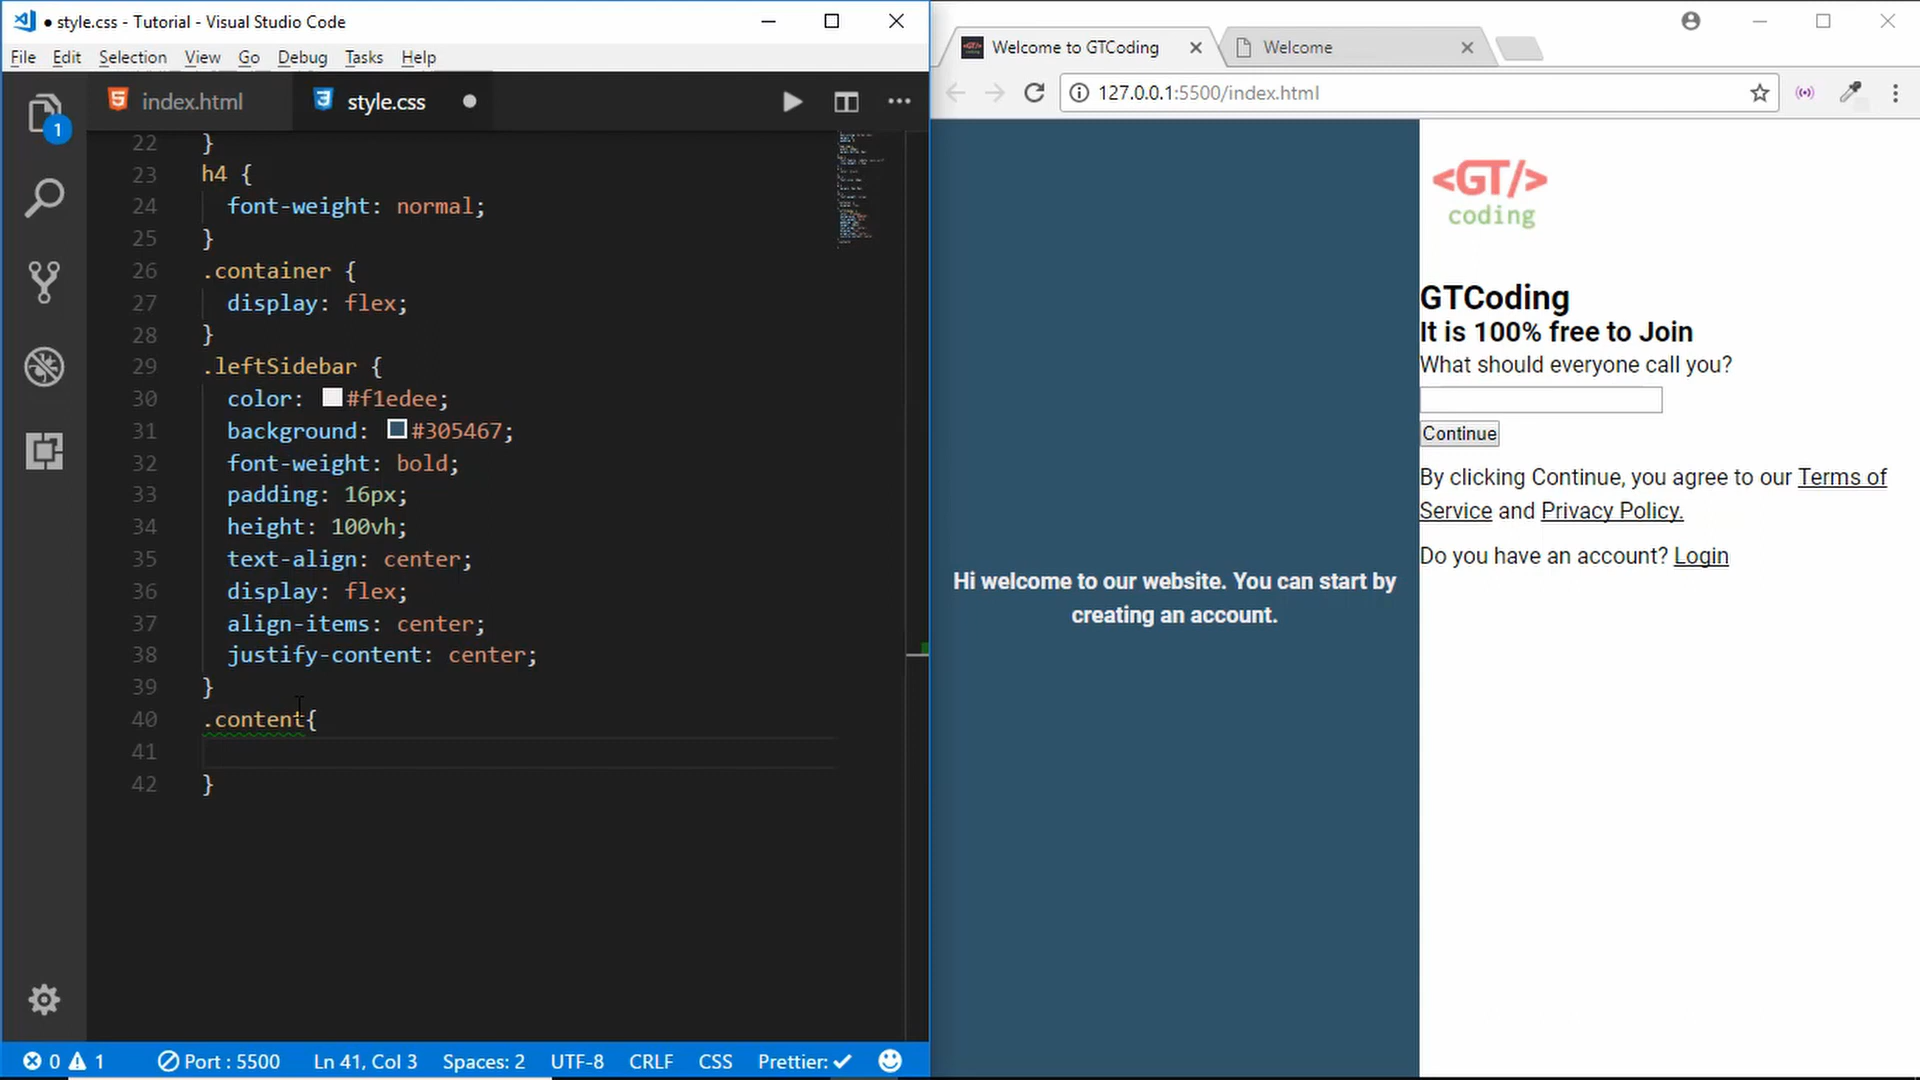 style.css - Tutorial - Visual Studio Code
File Edit Selection View Go Debug Tasks Help
1
index.html
style.css
22 }
23 h4 {
24 font-weight: normal;
25 }
26 .container {
27 display: flex;
28 }
29 .leftSidebar {
30 color: #f1edee;
31 background: #305467;
32 font-weight: bold;
33 padding: 16px;
34 height: 100vh;
35 text-align: center;
36 display: flex;
37 align-items: center;
38 justify-content: center;
39 }
40 .content{
41
42 }
0 1 Port : 5500 Ln 41, Col 3 Spaces: 2 UTF-8 CRLF CSS Prettier: ✓
Welcome to GTCoding
Welcome
127.0.0.1:5500/index.html
Hi welcome to our website. You can start by
creating an account.
<GT/>
coding
GTCoding
It is 100% free to Join
What should everyone call you?
Continue
By clicking Continue, you agree to our Terms of
Service and Privacy Policy.
Do you have an account? Login